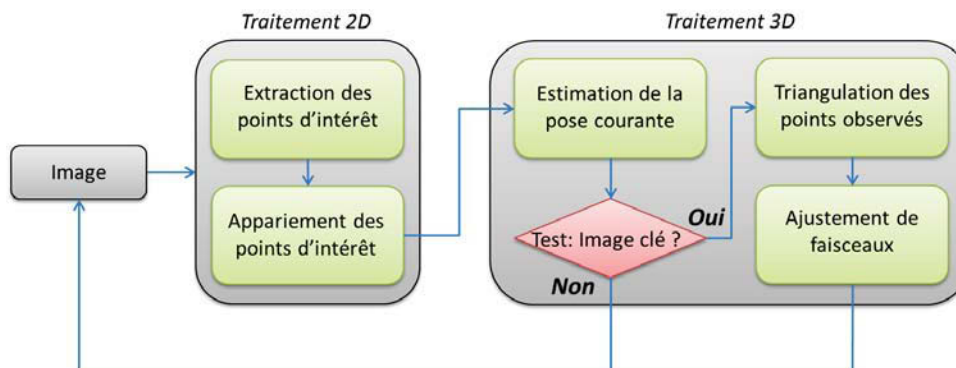 Traitement 2D
Traitement 3D
Image
Extraction des
points d'intérêt
Appariement des
points d'intérêt
Estimation de la
pose courante
Test: Image clé ?
Oui
Non
Triangulation des
points observés
Ajustement de
faisceaux